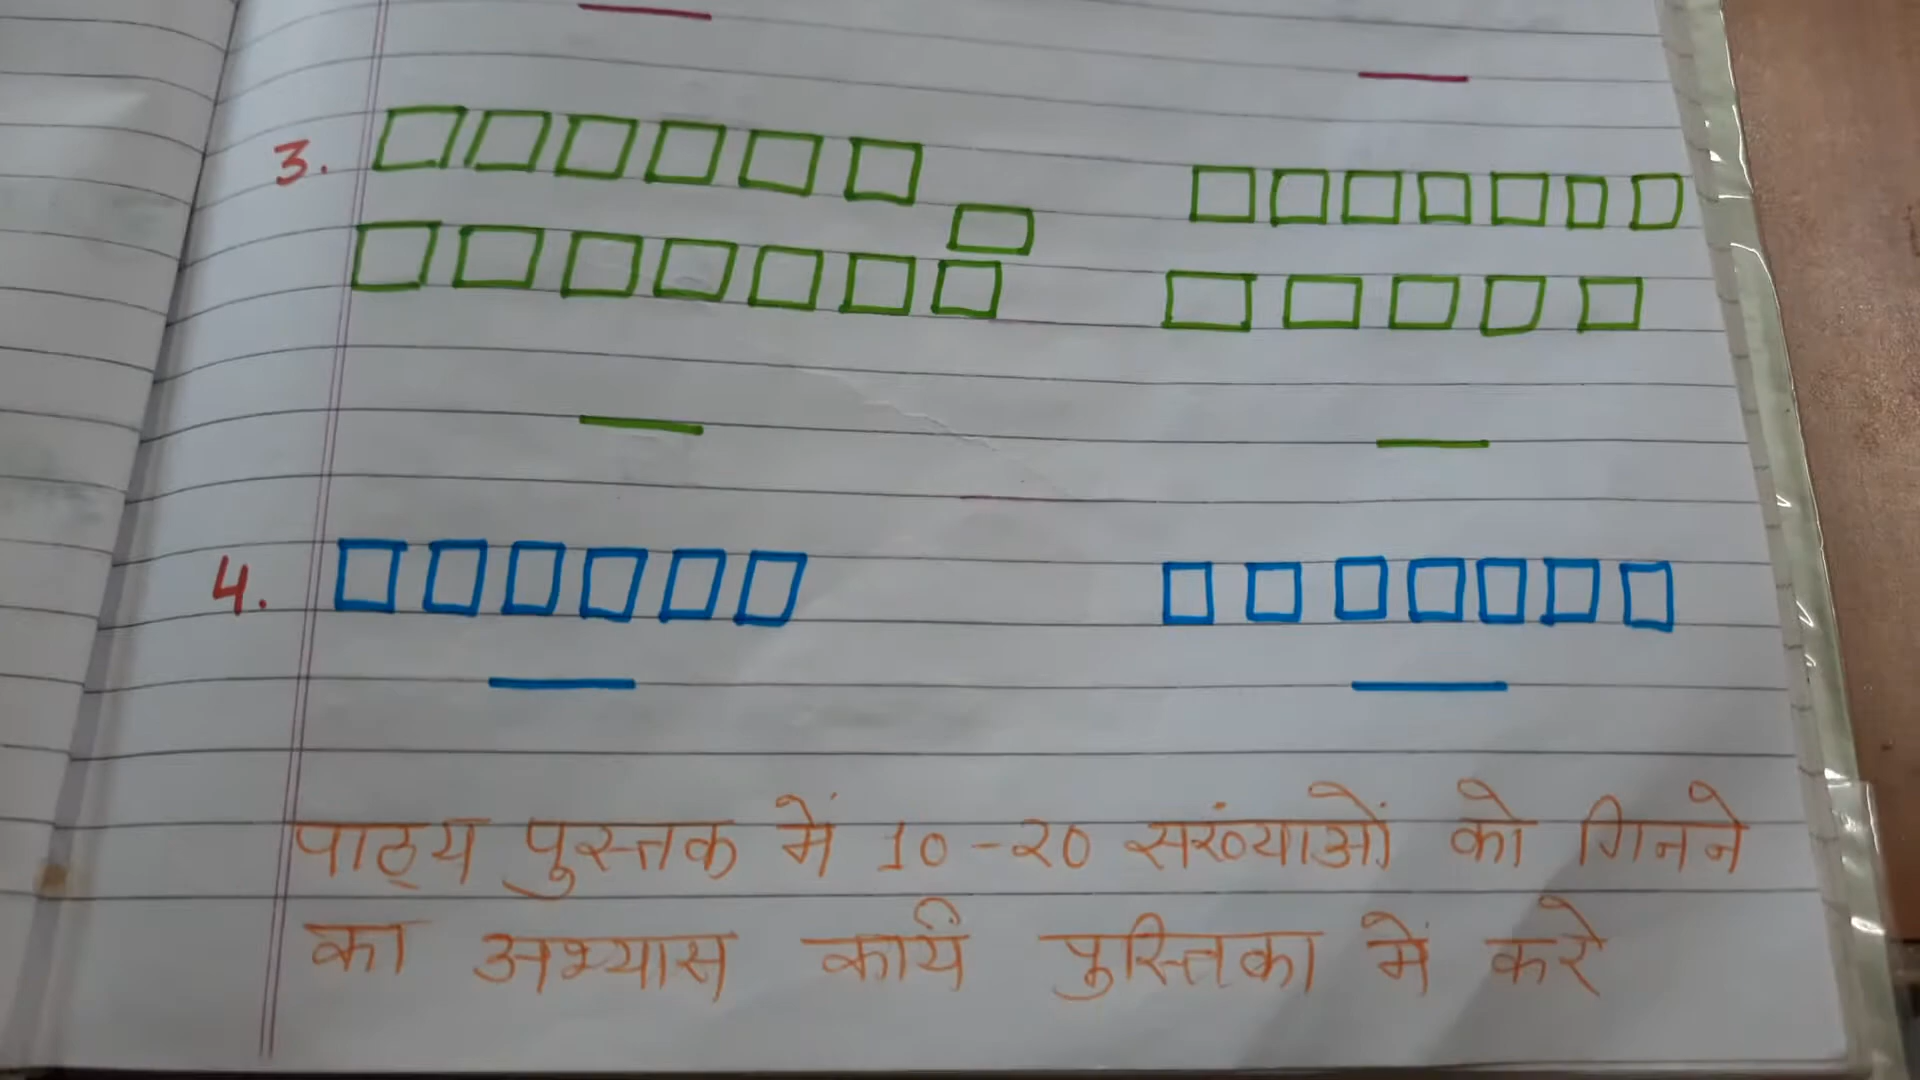 3.
4.
पाठ्य पुस्तक में 10-20 संख्याओं को गिनने
का अभ्यास कार्य पुस्तिका में करे